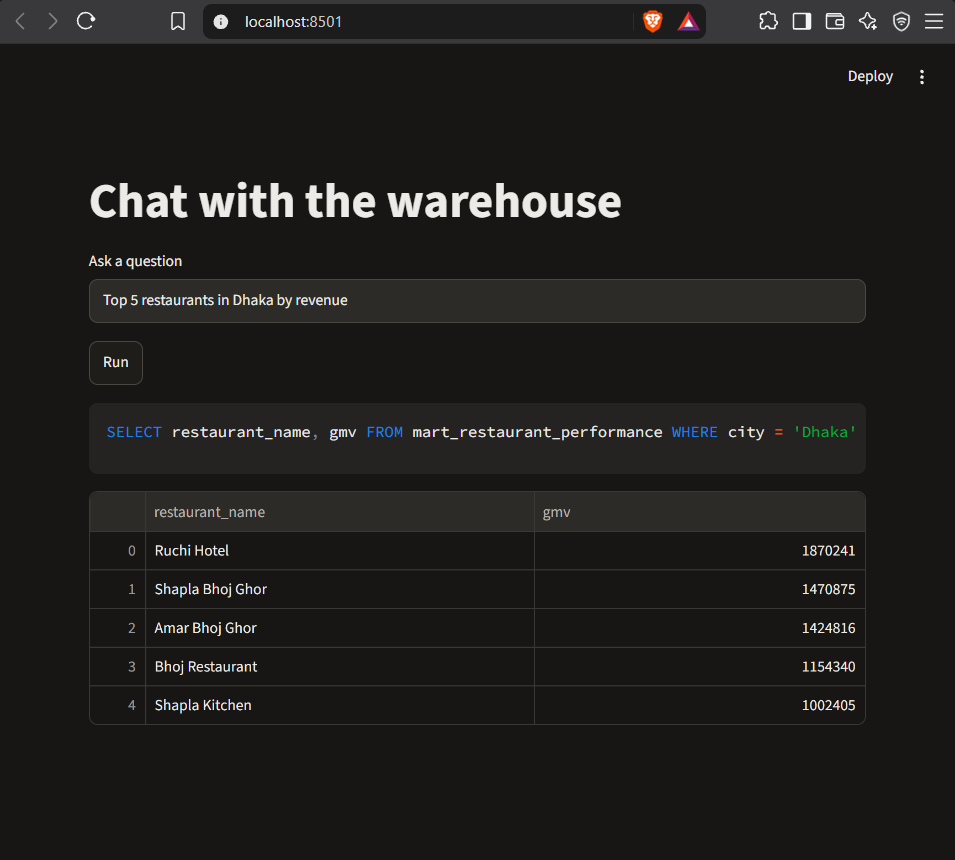 localhost:8501
Deploy
Chat with the warehouse
Ask a question
Top 5 restaurants in Dhaka by revenue
Run
SELECT restaurant_name, gmv FROM mart_restaurant_performance WHERE city = 'Dhaka'
restaurant_name gmv
0 Ruchi Hotel 1870241
1 Shapla Bhoj Ghor 1470875
2 Amar Bhoj Ghor 1424816
3 Bhoj Restaurant 1154340
4 Shapla Kitchen 1002405